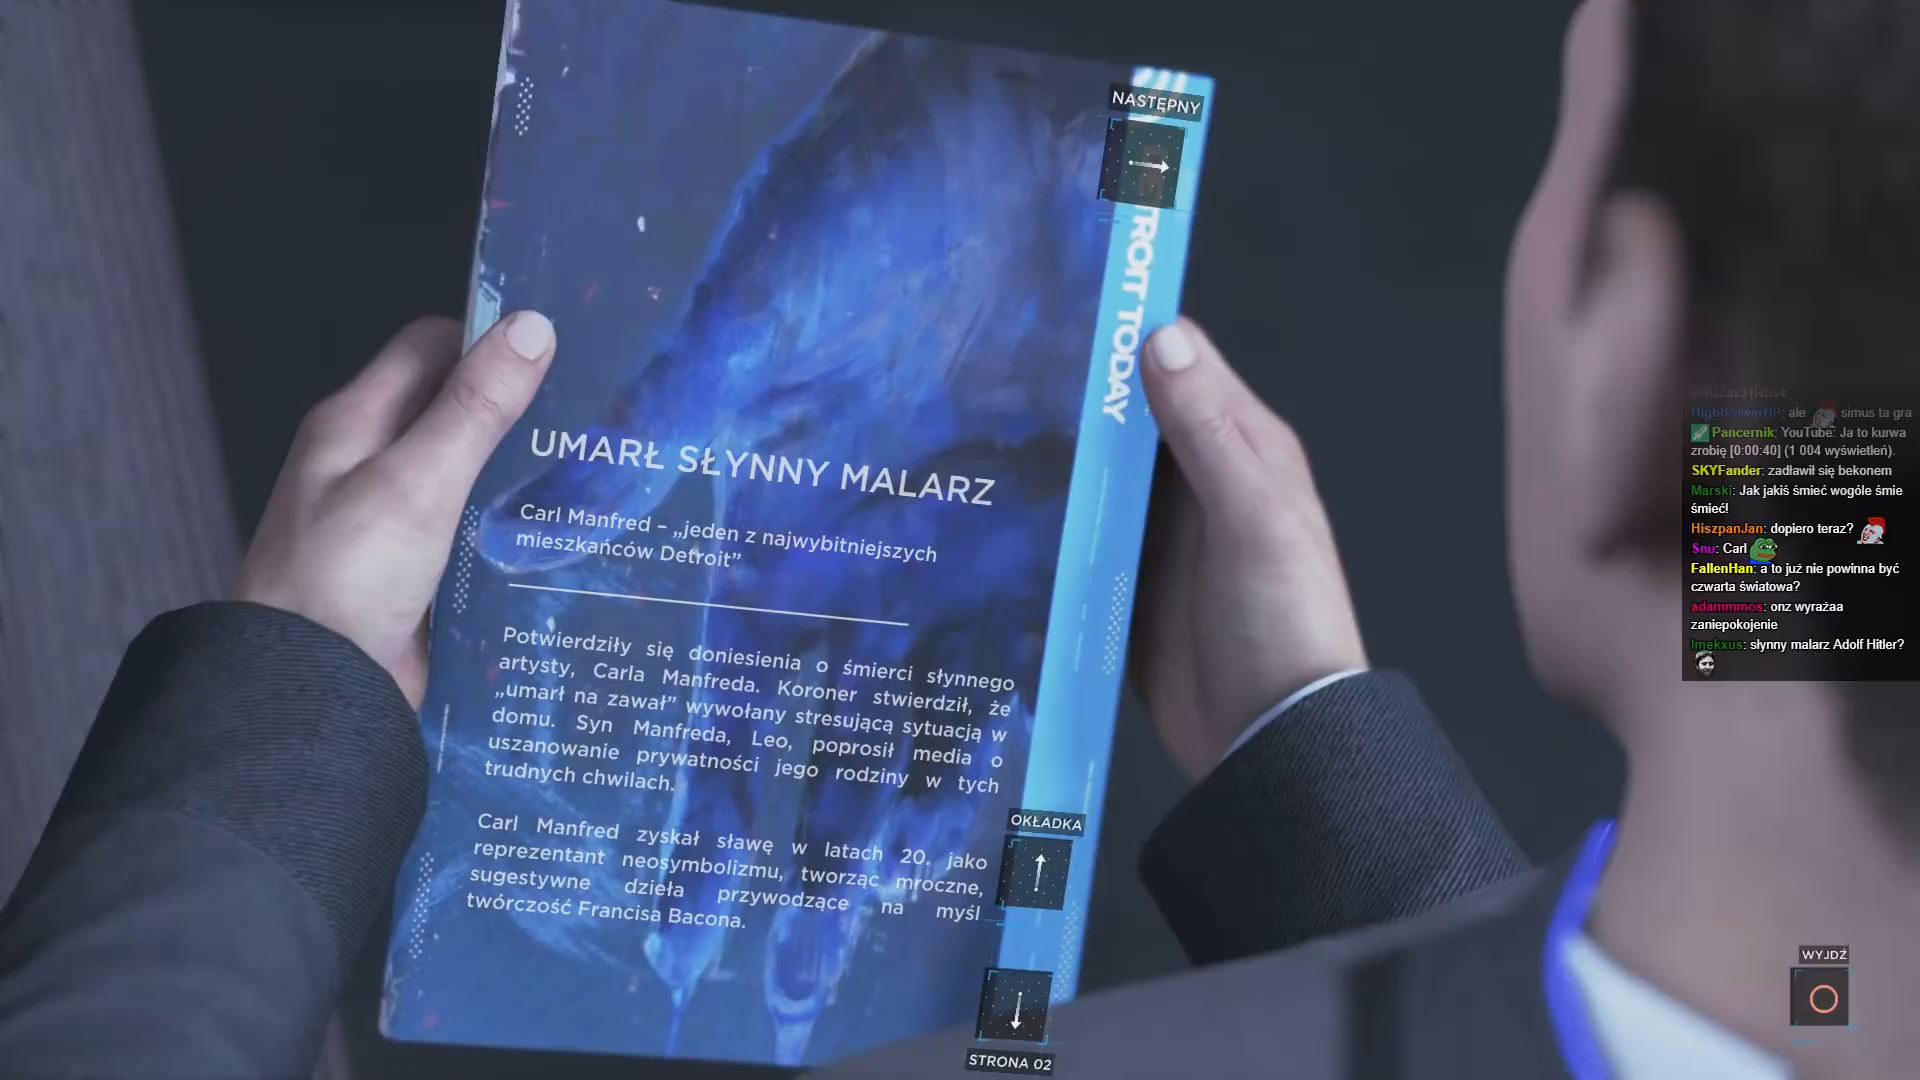 NASTĘPNY
TROIT TODAY
UMARŁ SŁYNNY MALARZ
Carl Manfred – „jeden z najwybitniejszych
mieszkańców Detroit”
Potwierdziły się doniesienia o śmierci słynnego
artysty, Carla Manfreda. Koroner stwierdził, że
„umarł na zawał” wywołany stresującą sytuacją w
domu. Syn Manfreda, Leo, poprosił media o
uszanowanie prywatności jego rodziny w tych
trudnych chwilach.
Carl Manfred zyskał sławę w latach 20. jako
reprezentant neosymbolizmu, tworząc mroczne,
sugestywne dzieła przywodzące na myśl
twórczość Francisa Bacona.
OKŁADKA
STRONA 02
HightPowerHP: ale simus ta gra
Pancernik: YouTube: Ja to kurwa
zrobię [0:00:40] (1 004 wyświetleń).
SKYFander: zadławił się bekonem
Marski: Jak jakiś śmieć wogóle śmie
śmieć!
HiszpanJan: dopiero teraz?
Snu: Carl
FallenHan: a to już nie powinna być
czwarta światowa?
adammmos: onz wyrażaa
zaniepokojenie
Imekxus: słynny malarz Adolf Hitler?
WYJDŹ